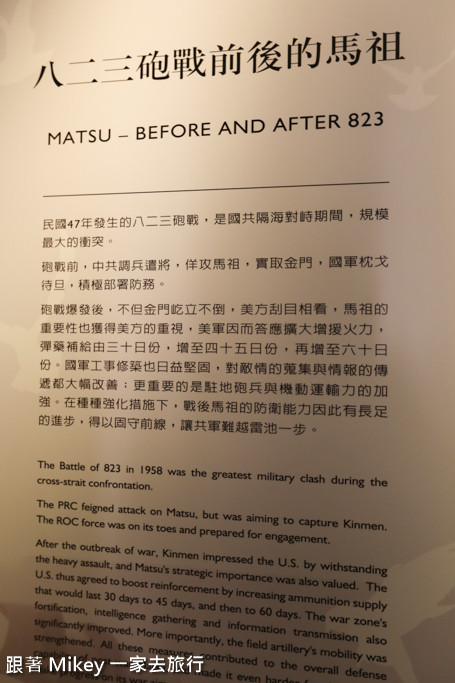 八二三砲戰前後的馬祖
MATSU – BEFORE AND AFTER 823
民國47年發生的八二三砲戰，是國共隔海對峙期間，規模
最大的衝突。
砲戰前，中共調兵遣將，佯攻馬祖，實取金門，國軍枕戈
待旦，積極部署防務。
砲戰爆發後，不但金門屹立不倒，美方刮目相看，馬祖的
重要性也獲得美方的重視，美軍因而答應擴大增援火力，
彈藥補給由三十日份，增至四十五日份，再增至六十日
份。國軍工事修築也日益堅固，對敵情的蒐集與情報的傳
遞都大幅改善；更重要的是駐地砲兵與機動運輸力的加
強。在種種強化措施下，戰後馬祖的防衛能力因此有長足
的進步，得以固守前線，讓共軍難越雷池一步。
The Battle of 823 in 1958 was the greatest military clash during the
cross-strait confrontation.
The PRC feigned attack on Matsu, but was aiming to capture Kinmen.
The ROC force was on its toes and prepared for engagement.
After the outbreak of war, Kinmen impressed the U.S. by withstanding
the heavy assault, and Matsu's strategic importance was also valued. The
U.S. thus agreed to boost reinforcement by increasing ammunition supply
that would last 30 days to 45 days, and then to 60 days. The war zone's
fortification, intelligence gathering and information transmission also
significantly improved. More importantly, the field artillery's mobility was
strengthened. All these measures contributed to the overall defense
made it even harder
跟著 Mikey 一家去旅行